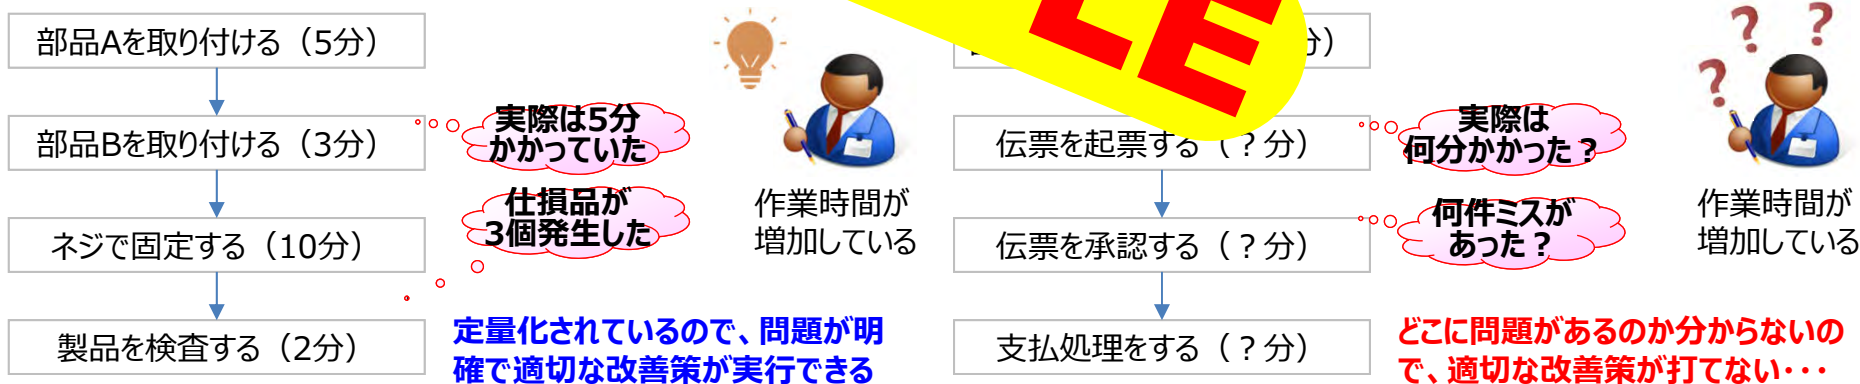 部品Aを取り付ける（5分）
部品Bを取り付ける（3分）
ネジで固定する（10分）
製品を検査する（2分）
実際は5分
かかっていた
仕損品が
3個発生した
作業時間が
増加している
定量化されているので、問題が明
確で適切な改善策が実行できる
LE
分）
伝票を起票する（？分）
伝票を承認する（？分）
支払処理をする（？分）
実際は
何分かかった？
何件ミスが
あった？
? ? ?
作業時間が
増加している
どこに問題があるのか分からないの
で、適切な改善策が打てない・・・